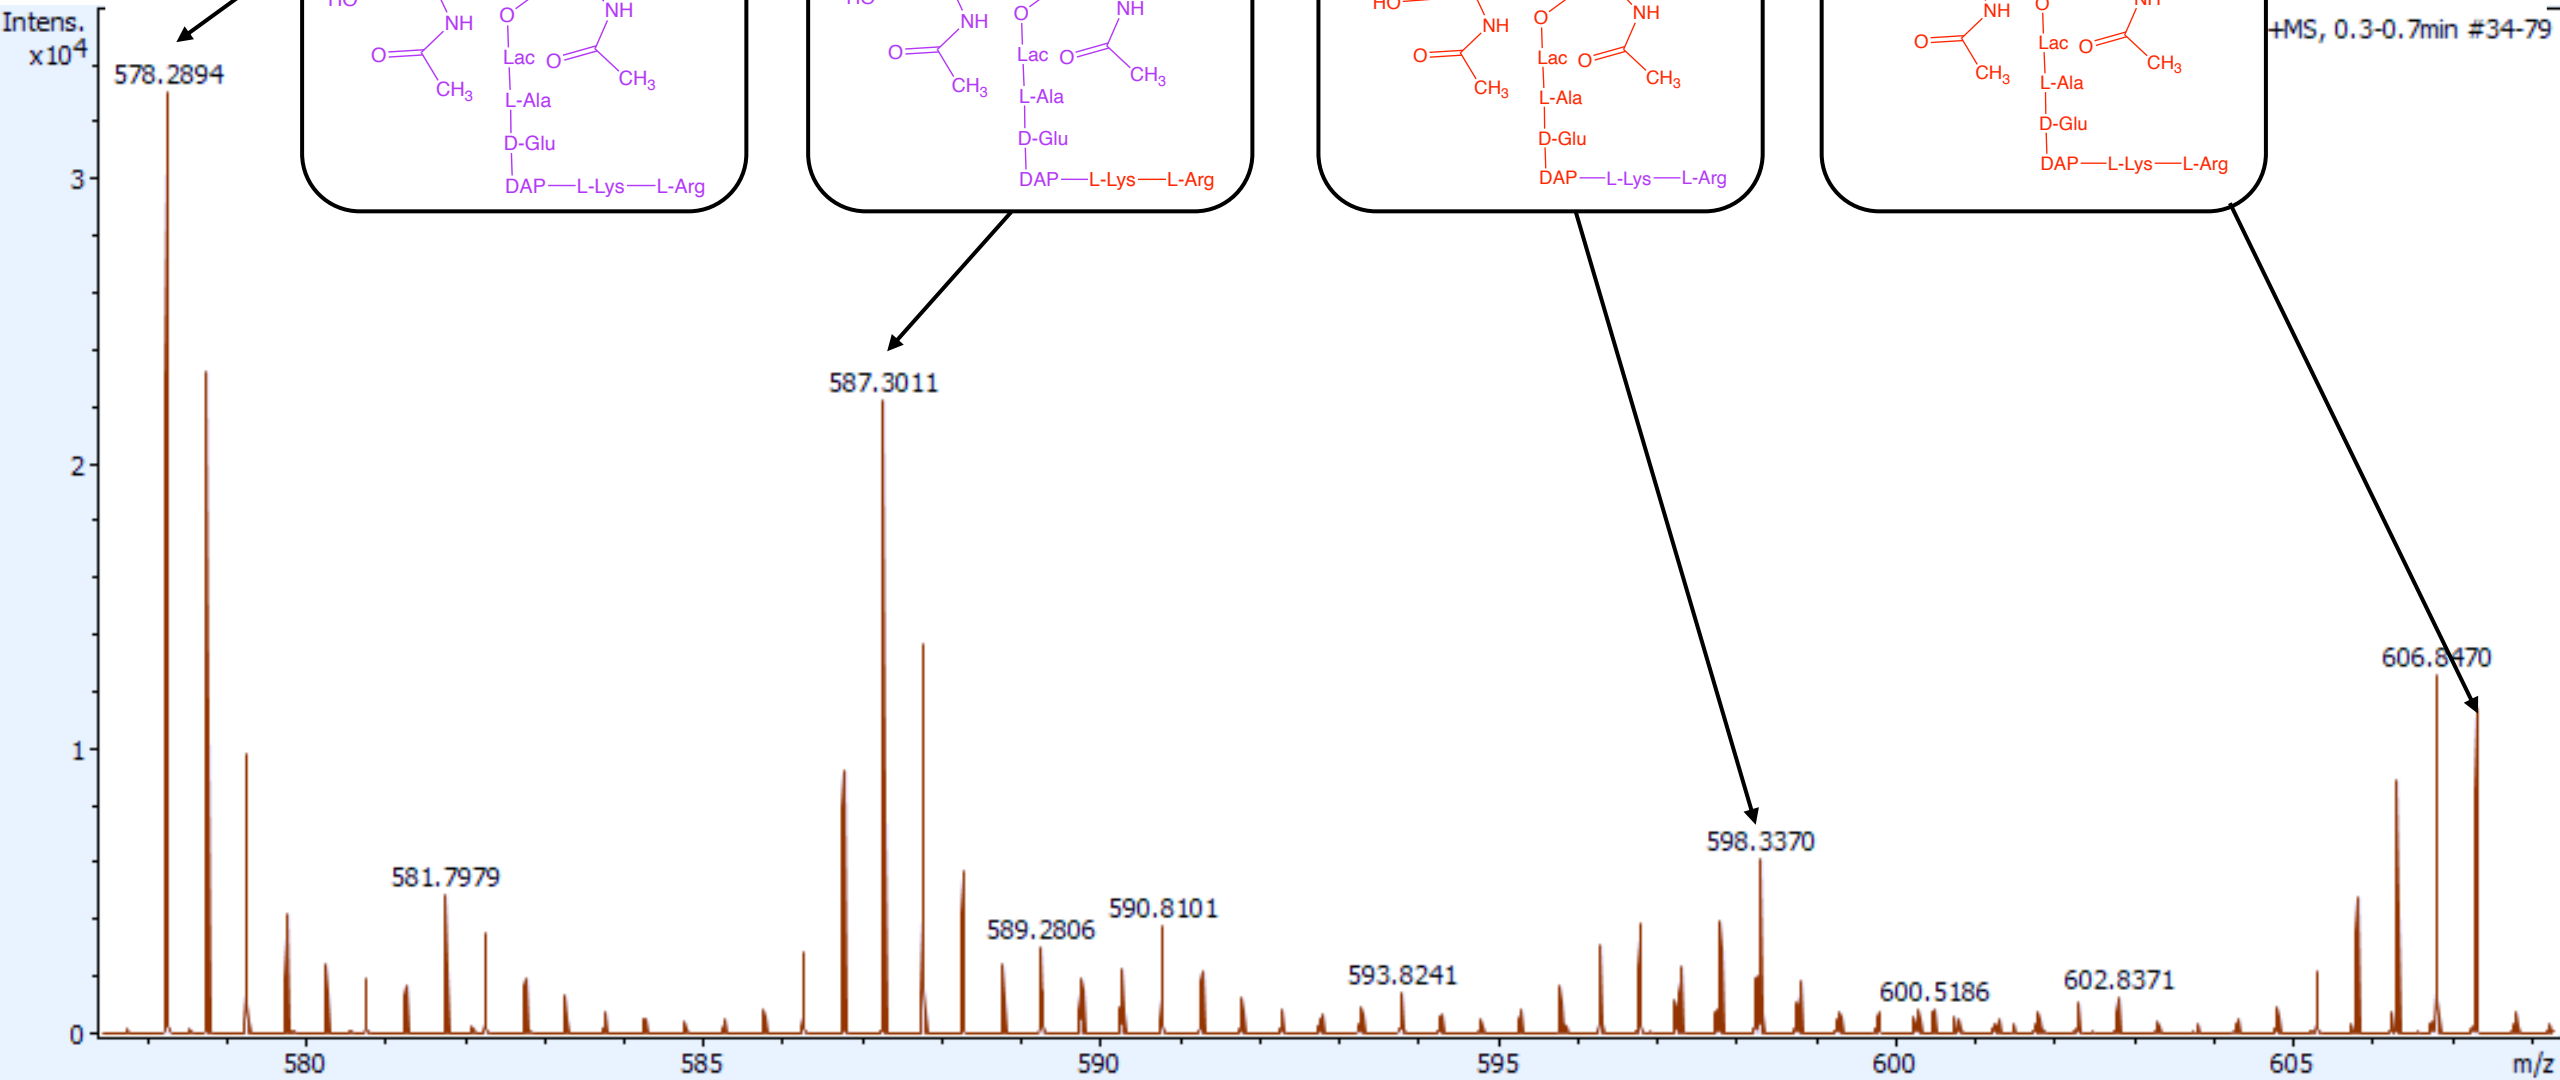 Intens.
x10⁴
+MS, 0.3-0.7min #34-79
HO
NH
O
CH₃
O
Lac
NH
O
CH₃
L-Ala
D-Glu
DAP—L-Lys—L-Arg
HO
NH
O
CH₃
O
Lac
NH
O
CH₃
L-Ala
D-Glu
DAP—L-Lys—L-Arg
HO
NH
O
CH₃
O
Lac
NH
O
CH₃
L-Ala
D-Glu
DAP—L-Lys—L-Arg
NH
O
CH₃
O
Lac
NH
O
CH₃
L-Ala
D-Glu
DAP—L-Lys—L-Arg
578.2894
587.3011
606.8470
598.3370
581.7979
590.8101
589.2806
593.8241
600.5186
602.8371
3
2
1
0
580 585 590 595 600 605 m/z